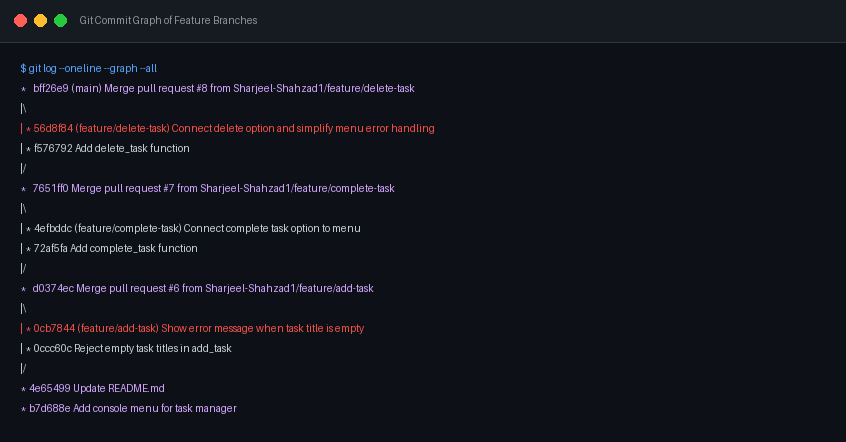 Git Commit Graph of Feature Branches
$ git log --oneline --graph --all
*   bff26e9 (main) Merge pull request #8 from Sharjeel-Shahzad1/feature/delete-task
|\
| * 56d8f84 (feature/delete-task) Connect delete option and simplify menu error handling
| * f576792 Add delete_task function
|/
*   7651ff0 Merge pull request #7 from Sharjeel-Shahzad1/feature/complete-task
|\
| * 4efbddc (feature/complete-task) Connect complete task option to menu
| * 72af5fa Add complete_task function
|/
*   d0374ec Merge pull request #6 from Sharjeel-Shahzad1/feature/add-task
|\
| * 0cb7844 (feature/add-task) Show error message when task title is empty
| * 0ccc60c Reject empty task titles in add_task
|/
* 4e65499 Update README.md
* b7d688e Add console menu for task manager